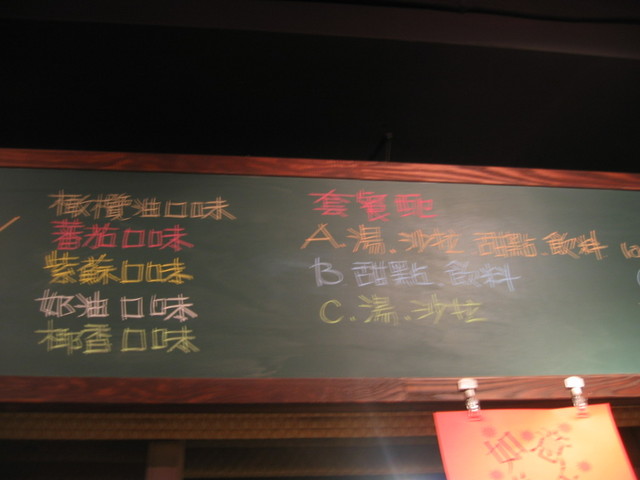 橄欖油口味
蕃茄口味
紫蘇口味
奶油口味
椰香口味
套餐
A.湯.沙拉 甜點.飲料
B 甜點 飲料
C.湯.沙拉